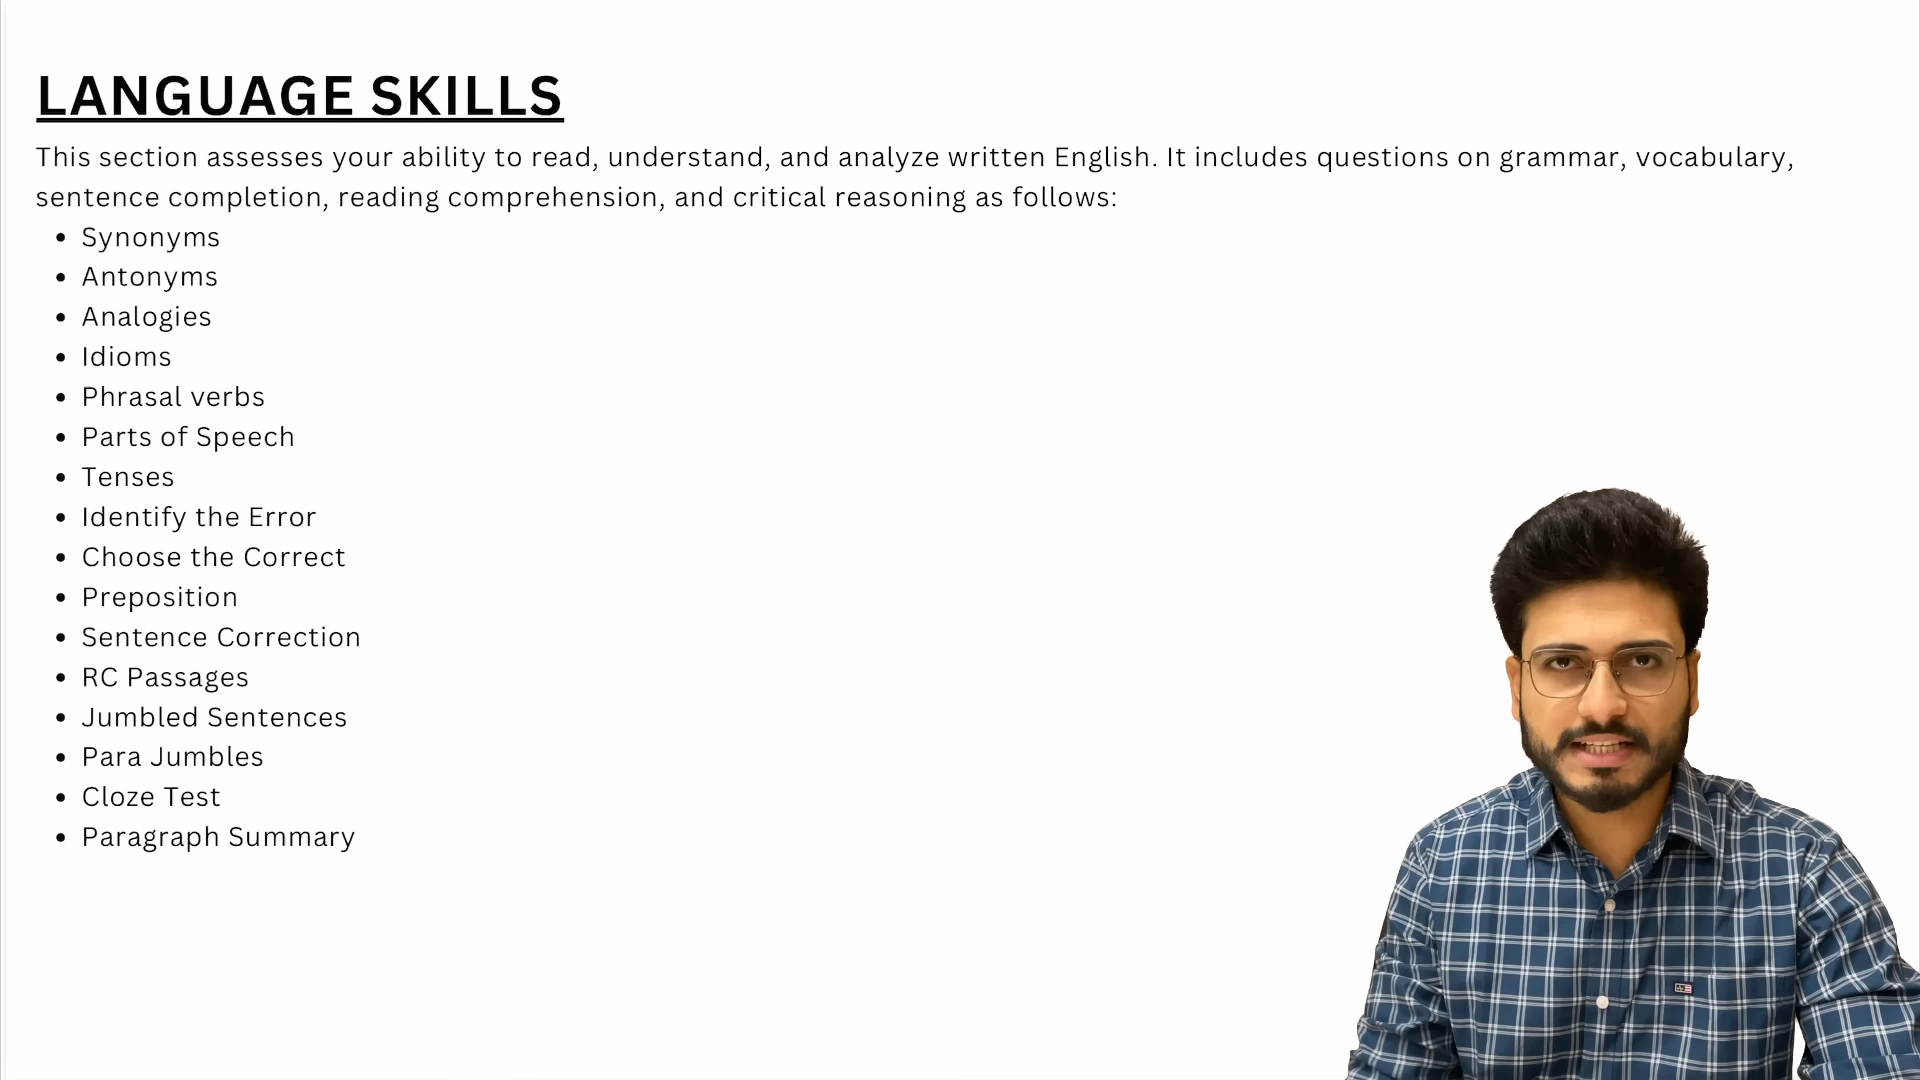 LANGUAGE SKILLS
This section assesses your ability to read, understand, and analyze written English. It includes questions on grammar, vocabulary,
sentence completion, reading comprehension, and critical reasoning as follows:
• Synonyms
• Antonyms
• Analogies
• Idioms
• Phrasal verbs
• Parts of Speech
• Tenses
• Identify the Error
• Choose the Correct
• Preposition
• Sentence Correction
• RC Passages
• Jumbled Sentences
• Para Jumbles
• Cloze Test
• Paragraph Summary